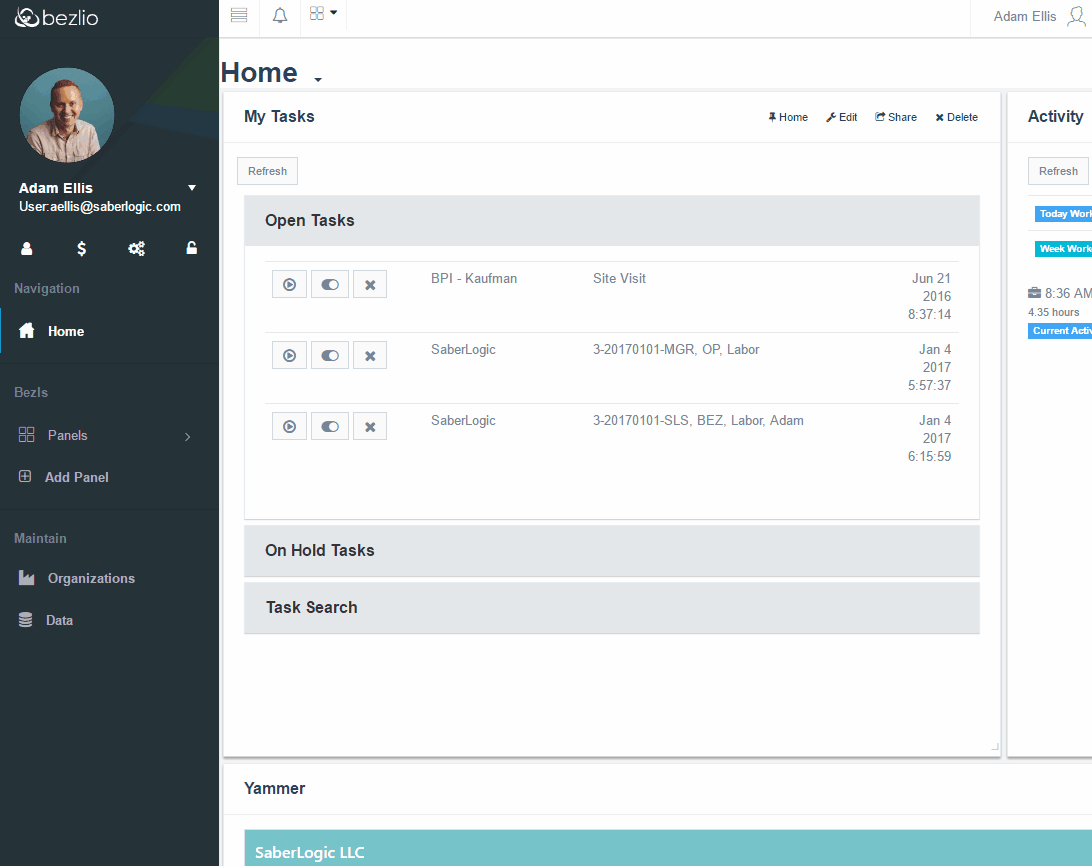 bezlio
Adam Ellis
User:aellis@saberlogic.com
$
Navigation
Home
Bezls
Panels
Add Panel
Maintain
Organizations
Data
Adam Ellis
Home
My Tasks
Home Edit Share Delete
Refresh
Open Tasks
BPI - Kaufman Site Visit Jun 21
2016
8:37:14
SaberLogic 3-20170101-MGR, OP, Labor Jan 4
2017
5:57:37
SaberLogic 3-20170101-SLS, BEZ, Labor, Adam Jan 4
2017
6:15:59
On Hold Tasks
Task Search
Activity
Refresh
Today Work
Week Work
8:36 AM
4.35 hours
Current Activ
Yammer
SaberLogic LLC